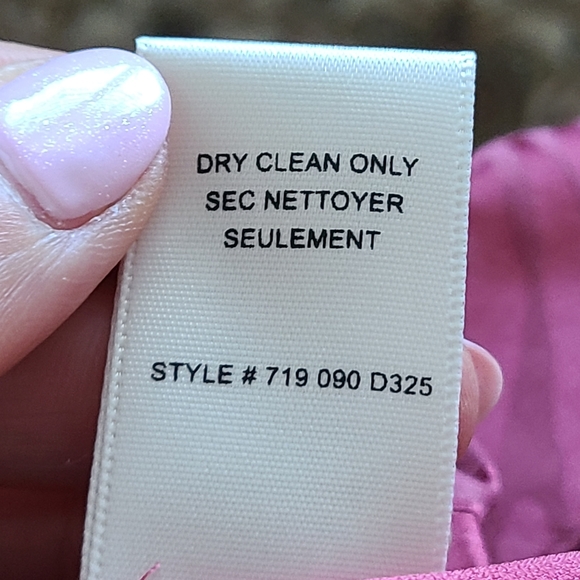 DRY CLEAN ONLY
SEC NETTOYER
SEULEMENT
STYLE # 719 090 D325